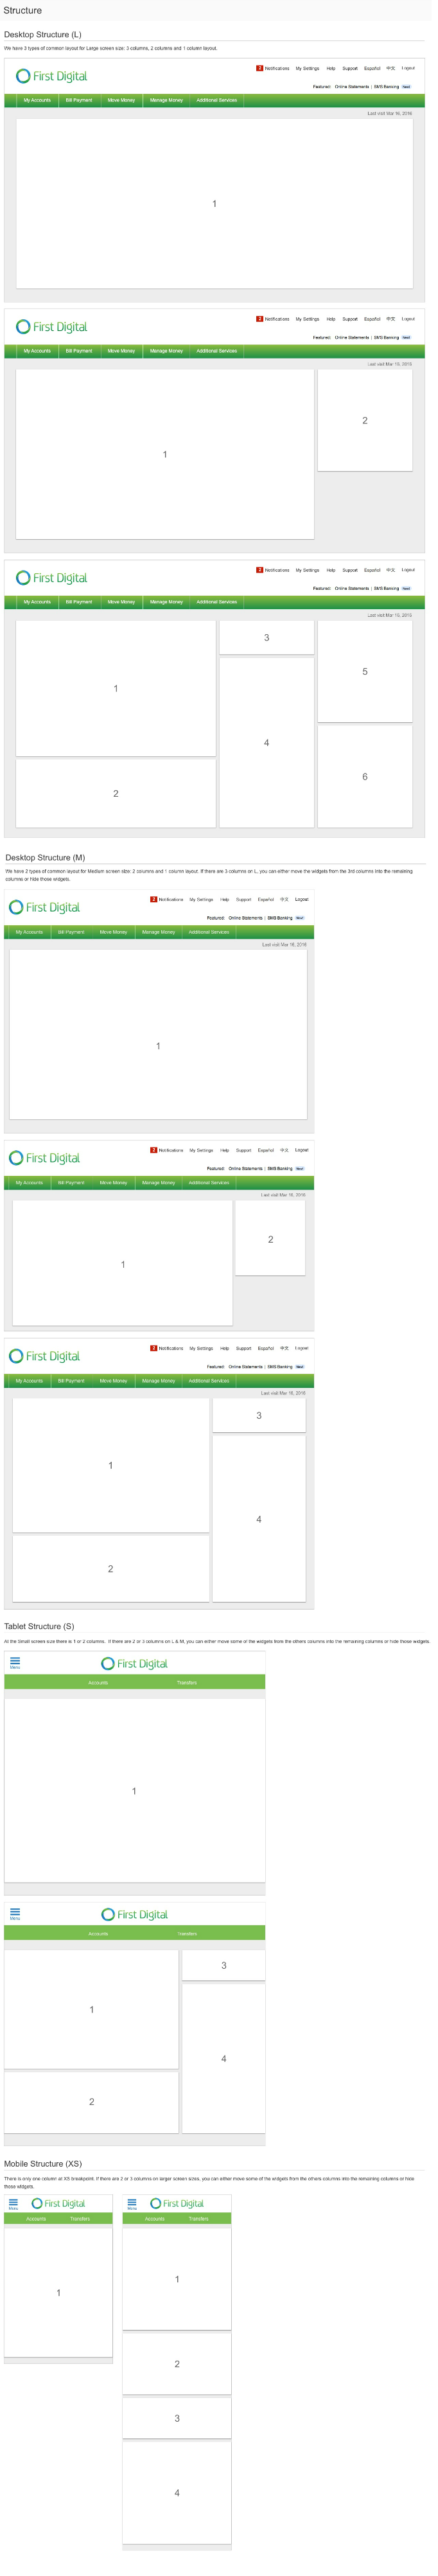 Structure
Desktop Structure (L)
We have 3 types of common layout for Large screen size: 3 columns, 2 columns and 1 column layout.
First Digital
2 Notifications My Settings Help Support Español 中文 Logout
Featured: Online Statements | SMS Banking New!
My Accounts Bill Payment Move Money Manage Money Additional Services
Last visit Mar 16, 2016
1
First Digital
2 Notifications My Settings Help Support Español 中文 Logout
Featured: Online Statements | SMS Banking New!
My Accounts Bill Payment Move Money Manage Money Additional Services
Last visit Mar 16, 2016
1
2
First Digital
2 Notifications My Settings Help Support Español 中文 Logout
Featured: Online Statements | SMS Banking New!
My Accounts Bill Payment Move Money Manage Money Additional Services
Last visit Mar 16, 2016
1
2
3
4
5
6
Desktop Structure (M)
We have 2 types of common layout for Medium screen size: 2 columns and 1 column layout. If there are 3 columns on L, you can either move the widgets from the 3rd columns into the remaining
columns or hide those widgets.
First Digital
2 Notifications My Settings Help Support Español 中文 Logout
Featured: Online Statements | SMS Banking New!
My Accounts Bill Payment Move Money Manage Money Additional Services
Last visit Mar 16, 2016
1
First Digital
2 Notifications My Settings Help Support Español 中文 Logout
Featured: Online Statements | SMS Banking New!
My Accounts Bill Payment Move Money Manage Money Additional Services
Last visit Mar 16, 2016
1
2
First Digital
2 Notifications My Settings Help Support Español 中文 Logout
Featured: Online Statements | SMS Banking New!
My Accounts Bill Payment Move Money Manage Money Additional Services
Last visit Mar 16, 2016
1
2
3
4
Tablet Structure (S)
At the Small screen size there is 1 or 2 columns. If there are 2 or 3 columns on L & M, you can either move some of the widgets from the others columns into the remaining columns or hide those widgets.
Menu
First Digital
Accounts Transfers
1
Menu
First Digital
Accounts Transfers
1
2
3
4
Mobile Structure (XS)
There is only one column at XS breakpoint. If there are 2 or 3 columns on larger screen sizes, you can either move some of the widgets from the others columns into the remaining columns or hide
those widgets.
Menu
First Digital
Accounts Transfers
1
Menu
First Digital
Accounts Transfers
1
2
3
4